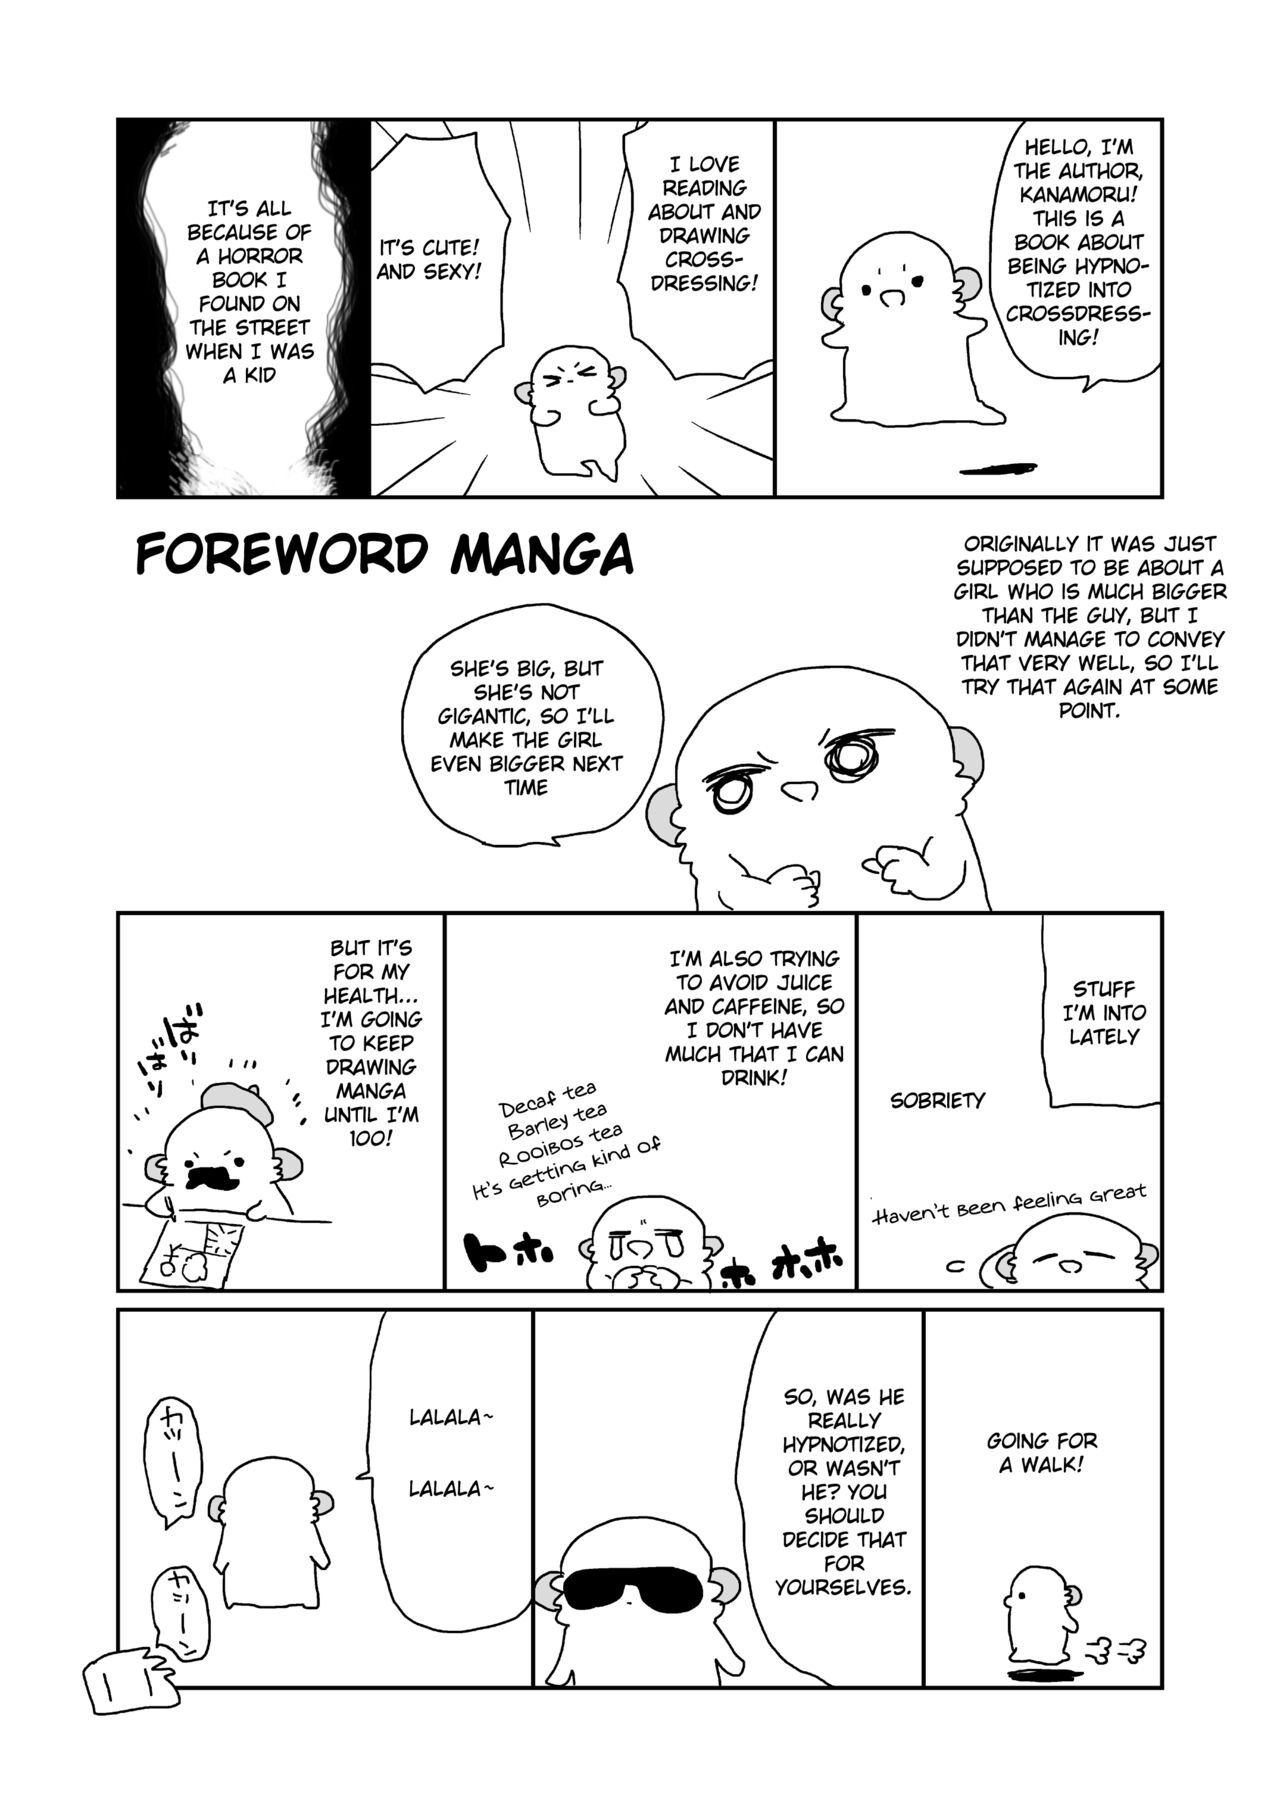 HELLO, I'M
THE AUTHOR,
KANAMORU!
THIS IS A
BOOK ABOUT
BEING HYPNO-
TIZED INTO
CROSSDRESS-
ING!
I LOVE
READING
ABOUT AND
DRAWING
CROSS-
DRESSING!
IT'S CUTE!
AND SEXY!
IT'S ALL
BECAUSE OF
A HORROR
BOOK I
FOUND ON
THE STREET
WHEN I WAS
A KID
FOREWORD MANGA
ORIGINALLY IT WAS JUST
SUPPOSED TO BE ABOUT A
GIRL WHO IS MUCH BIGGER
THAN THE GUY, BUT I
DIDN'T MANAGE TO CONVEY
THAT VERY WELL, SO I'LL
TRY THAT AGAIN AT SOME
POINT.
SHE'S BIG, BUT
SHE'S NOT
GIGANTIC, SO I'LL
MAKE THE GIRL
EVEN BIGGER NEXT
TIME
STUFF
I'M INTO
LATELY
SOBRIETY
Haven't been feeling great
I'M ALSO TRYING
TO AVOID JUICE
AND CAFFEINE, SO
I DON'T HAVE
MUCH THAT I CAN
DRINK!
Decaf tea
Barley tea
Rooibos tea
It's getting kind of
boring...
トホ
ホホホ
BUT IT'S
FOR MY
HEALTH...
I'M GOING
TO KEEP
DRAWING
MANGA
UNTIL I'M
100!
ばりばり
GOING FOR
A WALK!
SO, WAS HE
REALLY
HYPNOTIZED,
OR WASN'T
HE? YOU
SHOULD
DECIDE THAT
FOR
YOURSELVES.
LALALA~
LALALA~
カツーン
カツーン